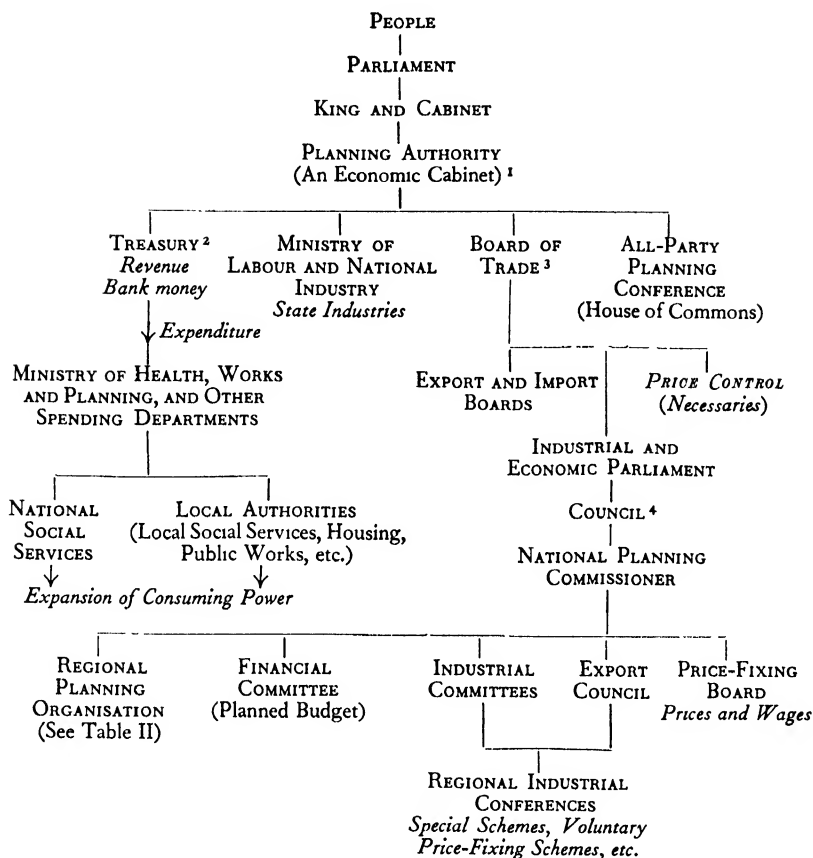 PEOPLE
PARLIAMENT
KING AND CABINET
PLANNING AUTHORITY
(An Economic Cabinet) 1
TREASURY 2
Revenue
Bank money
MINISTRY OF
LABOUR AND NATIONAL
INDUSTRY
State Industries
BOARD OF
TRADE 3
ALL-PARTY
PLANNING
CONFERENCE
(House of Commons)
Expenditure
MINISTRY OF HEALTH, WORKS
AND PLANNING, AND OTHER
SPENDING DEPARTMENTS
EXPORT AND IMPORT
BOARDS
PRICE CONTROL
(Necessaries)
INDUSTRIAL AND
ECONOMIC PARLIAMENT
NATIONAL
SOCIAL
SERVICES
LOCAL AUTHORITIES
(Local Social Services, Housing,
Public Works, etc.)
COUNCIL 4
NATIONAL PLANNING
COMMISSIONER
Expansion of Consuming Power
REGIONAL
PLANNING
ORGANISATION
(See Table II)
FINANCIAL
COMMITTEE
(Planned Budget)
INDUSTRIAL
COMMITTEES
EXPORT
COUNCIL
PRICE-FIXING
BOARD
Prices and Wages
REGIONAL INDUSTRIAL
CONFERENCES
Special Schemes, Voluntary
Price-Fixing Schemes, etc.